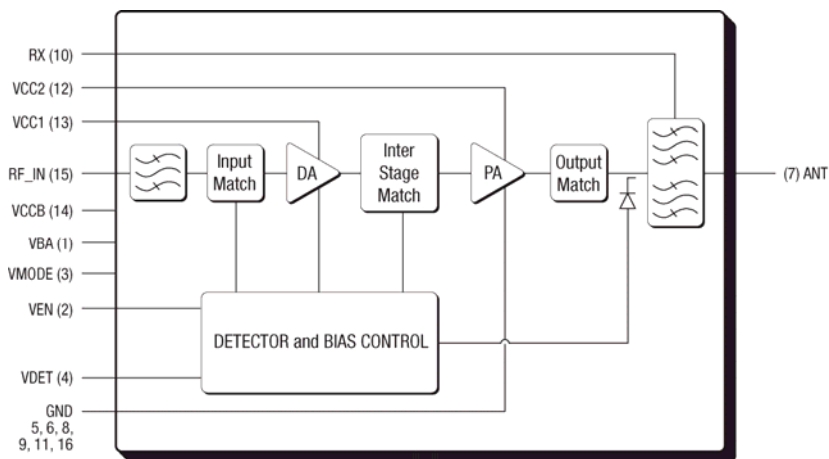 RX (10)
VCC2 (12)
VCC1 (13)
RF_IN (15)
VCCB (14)
VBA (1)
VMODE (3)
VEN (2)
VDET (4)
GND
5, 6, 8,
9, 11, 16
Input
Match
DA
Inter
Stage
Match
PA
Output
Match
(7) ANT
DETECTOR and BIAS CONTROL